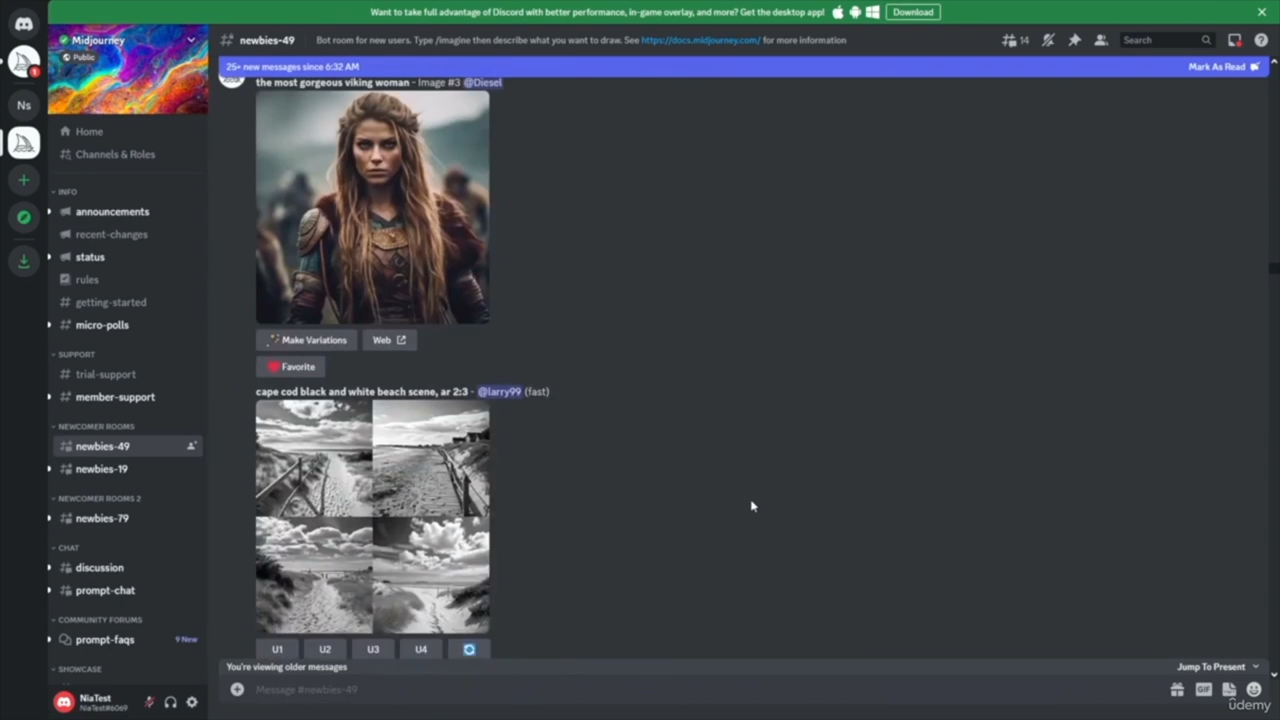 Want to take full advantage of Discord with better performance, in-game overlay, and more? Get the desktop app!
Download
Midjourney
Public
newbies-49
Bot room for new users. Type /imagine then describe what you want to draw. See https://docs.midjourney.com/ for more information
14
Search
25+ new messages since 6:32 AM
Mark As Read
1
Ns
Home
Channels & Roles
INFO
announcements
recent-changes
status
rules
getting-started
micro-polls
SUPPORT
trial-support
member-support
NEWCOMER ROOMS
newbies-49
newbies-19
NEWCOMER ROOMS 2
newbies-79
CHAT
discussion
prompt-chat
COMMUNITY FORUMS
prompt-faqs 9 New
SHOWCASE
NiaTest
NiaTest#6069
the most gorgeous viking woman - Image #3 @Diesel
Make Variations
Web
Favorite
cape cod black and white beach scene, ar 2:3 - @larry99 (fast)
U1
U2
U3
U4
You're viewing older messages
Jump To Present
Message #newbies-49
GIF
ûdemy